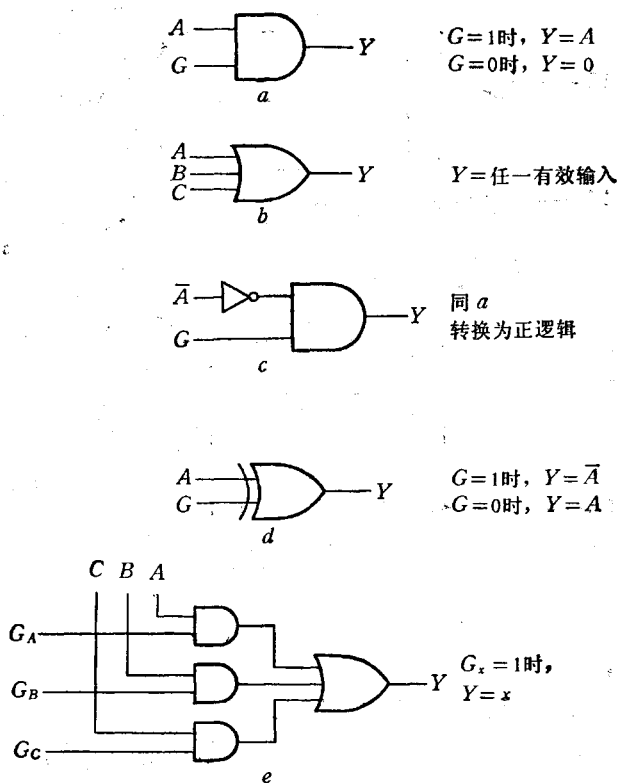 A
G
Y
a
G=1时，Y=A
G=0时，Y=0
A
B
C
Y
b
Y=任一有效输入
A̅
G
Y
c
同 a
转换为正逻辑
A
G
Y
d
G=1时，Y=A̅
G=0时，Y=A
C B A
G_A
G_B
G_C
Y
e
G_x=1时，
Y=x